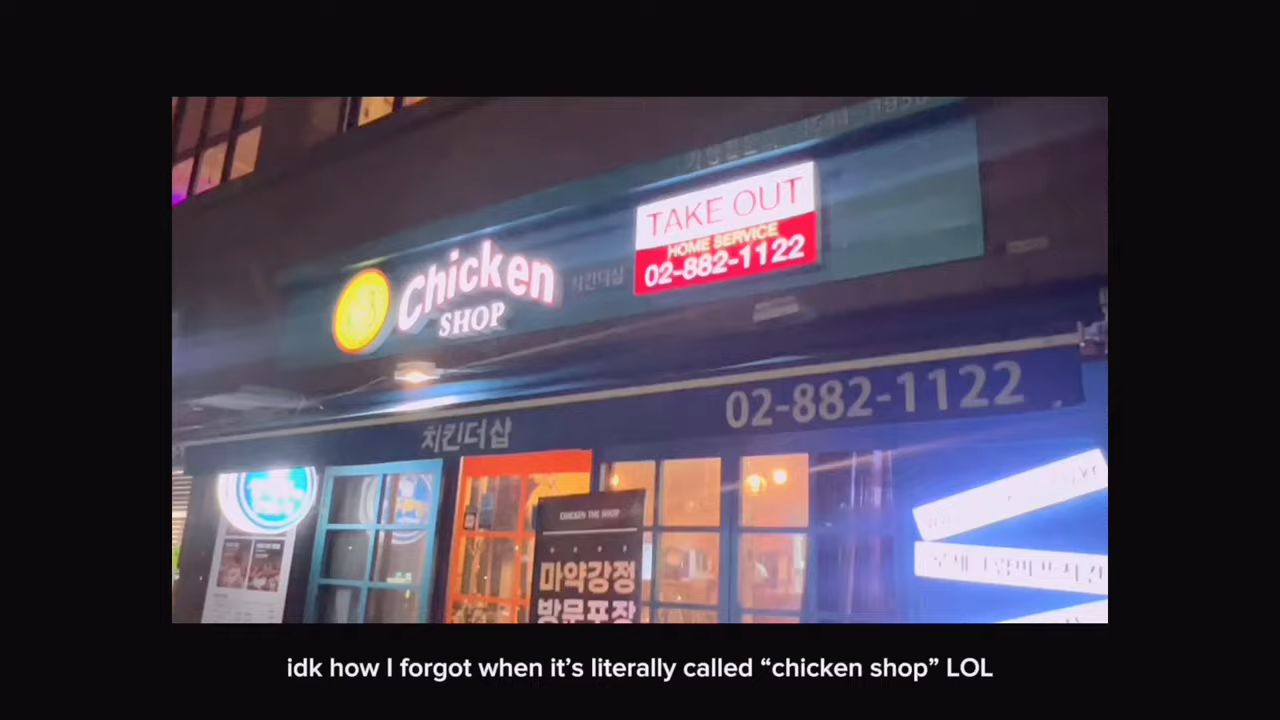 TAKE OUT
HOME SERVICE
02-882-1122
Chicken
SHOP
치킨더샵
02-882-1122
치킨더샵
CHICKEN THE SHOP
마약강정
방문포장
idk how I forgot when it’s literally called “chicken shop” LOL